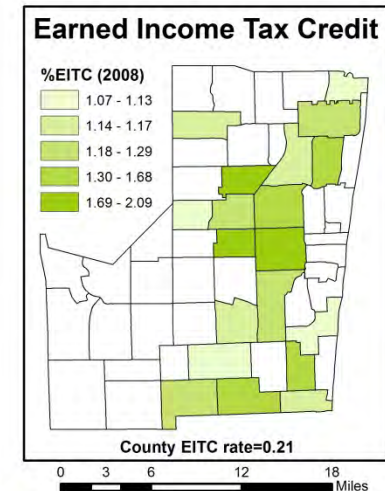 Earned Income Tax Credit
%EITC (2008)
1.07 - 1.13
1.14 - 1.17
1.18 - 1.29
1.30 - 1.68
1.69 - 2.09
County EITC rate=0.21
0 3 6 12 18
Miles